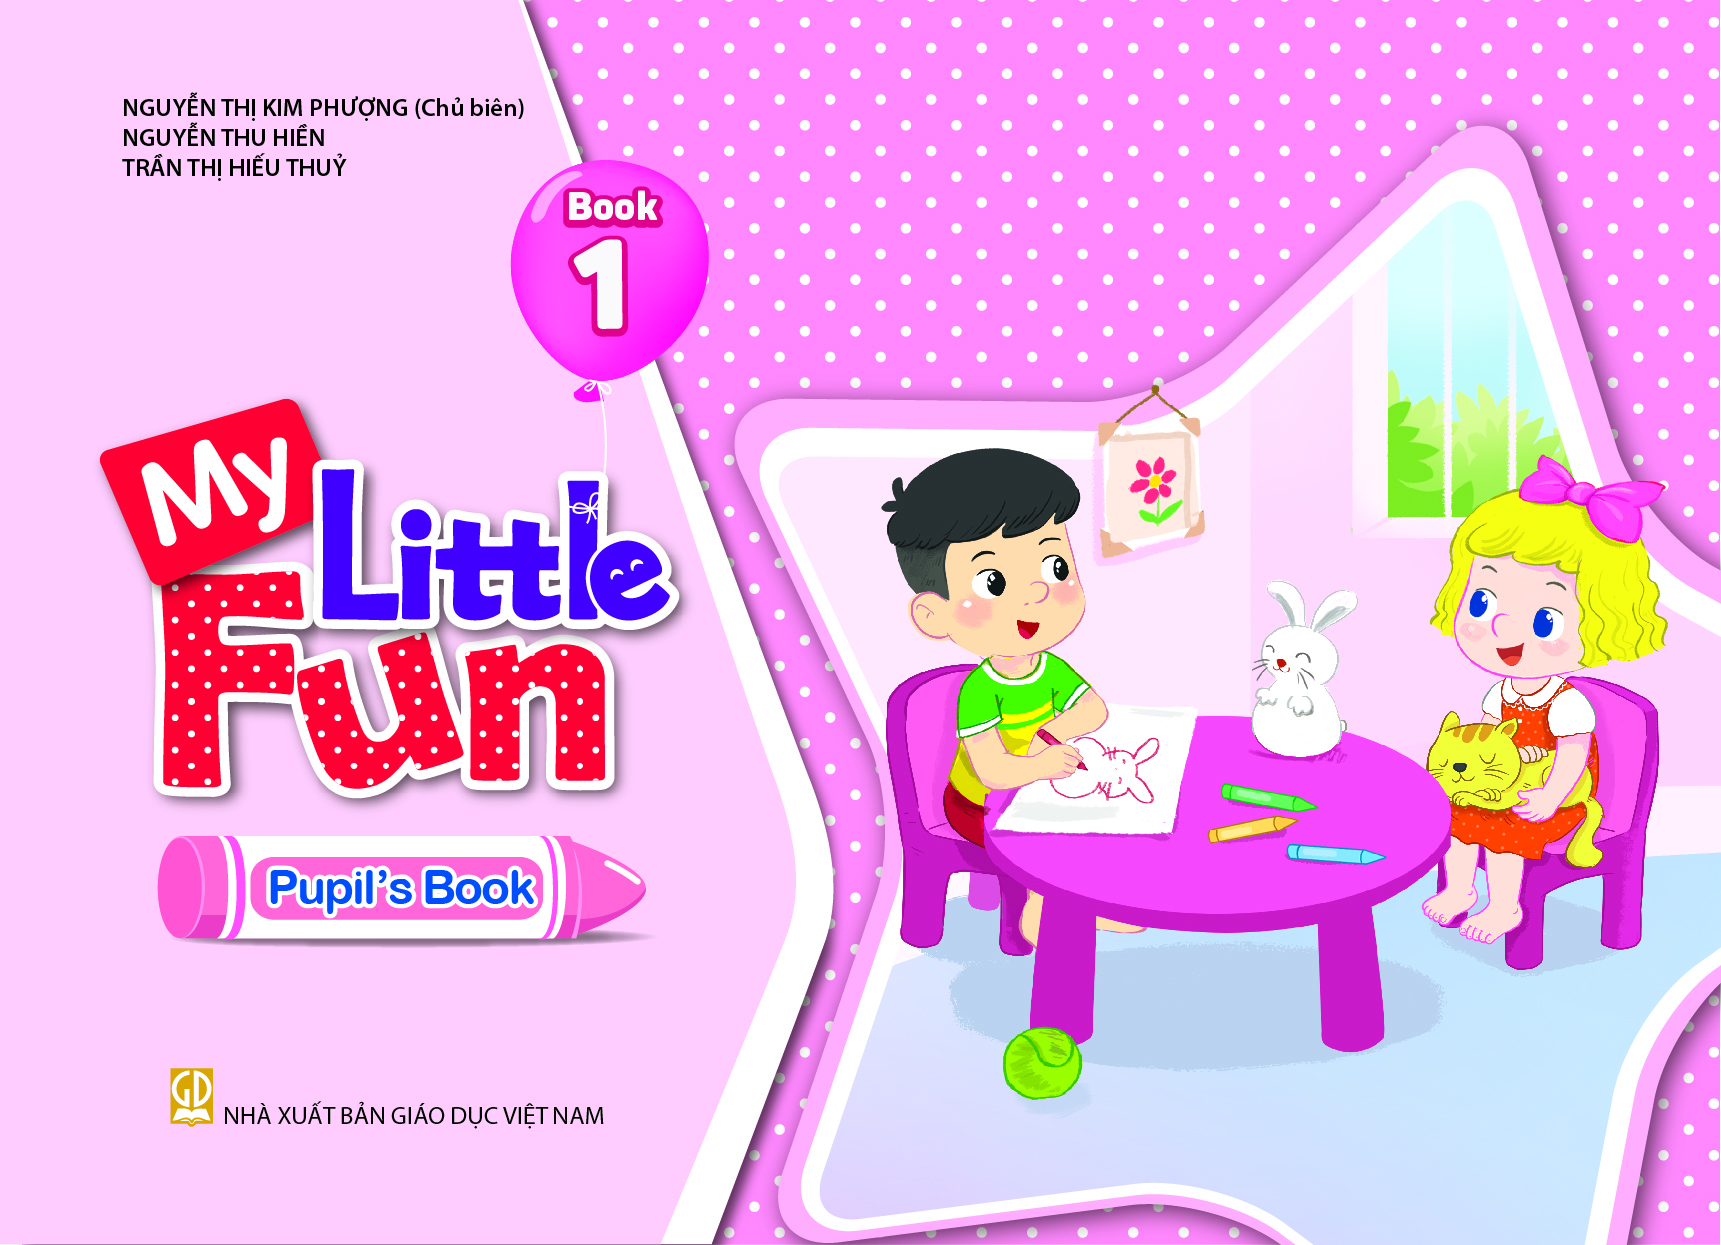 NGUYỄN THỊ KIM PHƯỢNG (Chủ biên)
NGUYỄN THU HIỀN
TRẦN THỊ HIẾU THUỶ
Book
1
My
Little
Fun
Pupil's Book
GD
NHÀ XUẤT BẢN GIÁO DỤC VIỆT NAM